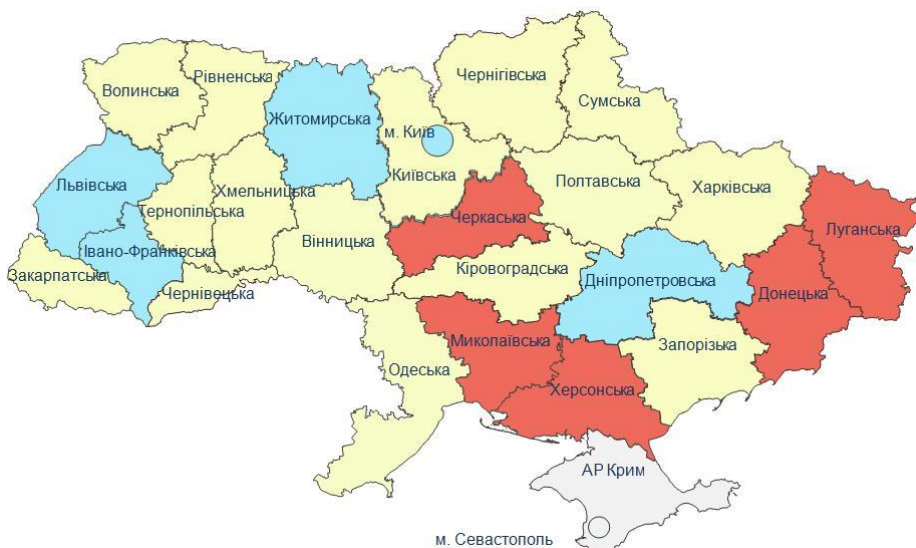 Чернігівська
Рівненська
Волинська
Сумська
Житомирська
м. Київ
Київська
Львівська
Хмельницька
Полтавська
Харківська
Тернопільська
Черкаська
Луганська
Вінницька
Івано-Франківська
Закарпатська
Кіровоградська
Дніпропетровська
Донецька
Чернівецька
Миколаївська
Запорізька
Одеська
Херсонська
АР Крим
м. Севастополь